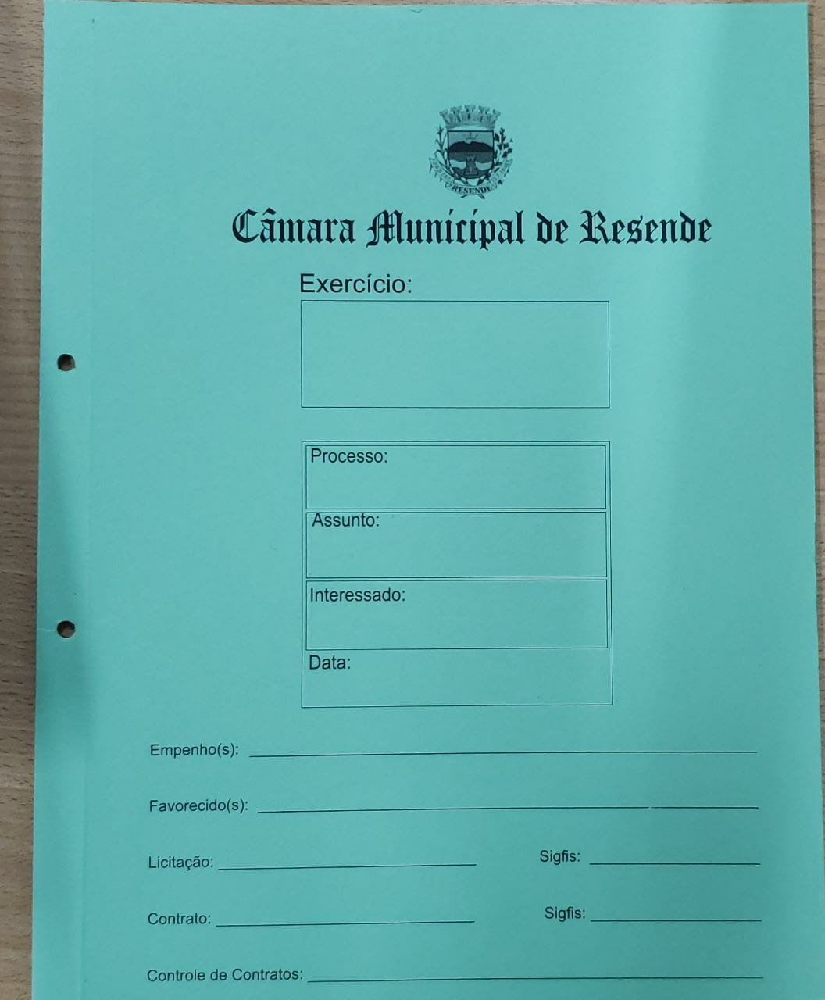 RESENDE
Câmara Municipal de Resende
Exercício:
Processo:
Assunto:
Interessado:
Data:
Empenho(s):
Favorecido(s):
Licitação: Sigfis:
Contrato: Sigfis:
Controle de Contratos: